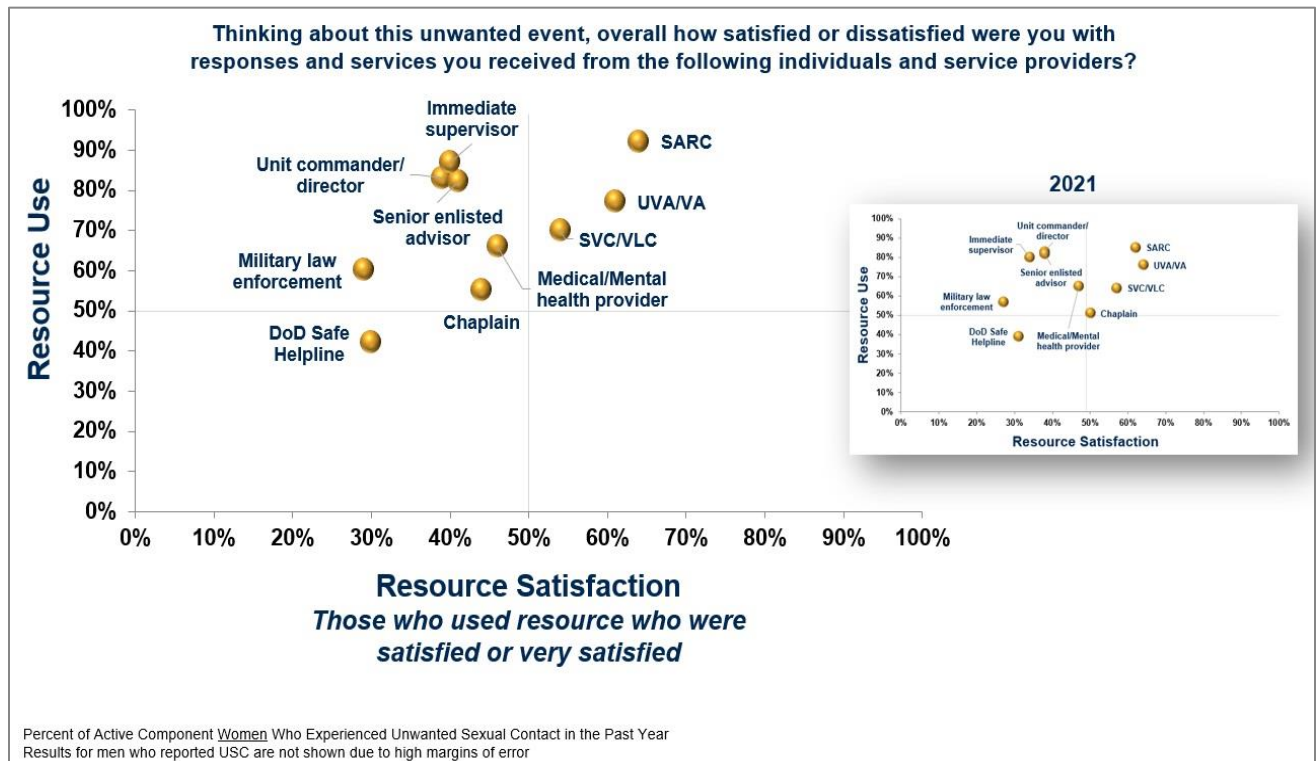 Thinking about this unwanted event, overall how satisfied or dissatisfied were you with
responses and services you received from the following individuals and service providers?
Resource Use
100%
90%
80%
70%
60%
50%
40%
30%
20%
10%
0%
Immediate
supervisor
SARC
Unit commander/
director
UVA/VA
Senior enlisted
advisor
SVC/VLC
Military law
enforcement
Medical/Mental
health provider
Chaplain
DoD Safe
Helpline
0% 10% 20% 30% 40% 50% 60% 70% 80% 90% 100%
Resource Satisfaction
Those who used resource who were
satisfied or very satisfied
2021
Resource Use
100%
90%
80%
70%
60%
50%
40%
30%
20%
10%
0%
Unit commander/
director
Immediate
supervisor
SARC
UVA/VA
Senior enlisted
advisor
SVC/VLC
Military law
enforcement
Chaplain
DoD Safe
Helpline
Medical/Mental
health provider
0% 10% 20% 30% 40% 50% 60% 70% 80% 90% 100%
Resource Satisfaction
Percent of Active Component Women Who Experienced Unwanted Sexual Contact in the Past Year
Results for men who reported USC are not shown due to high margins of error